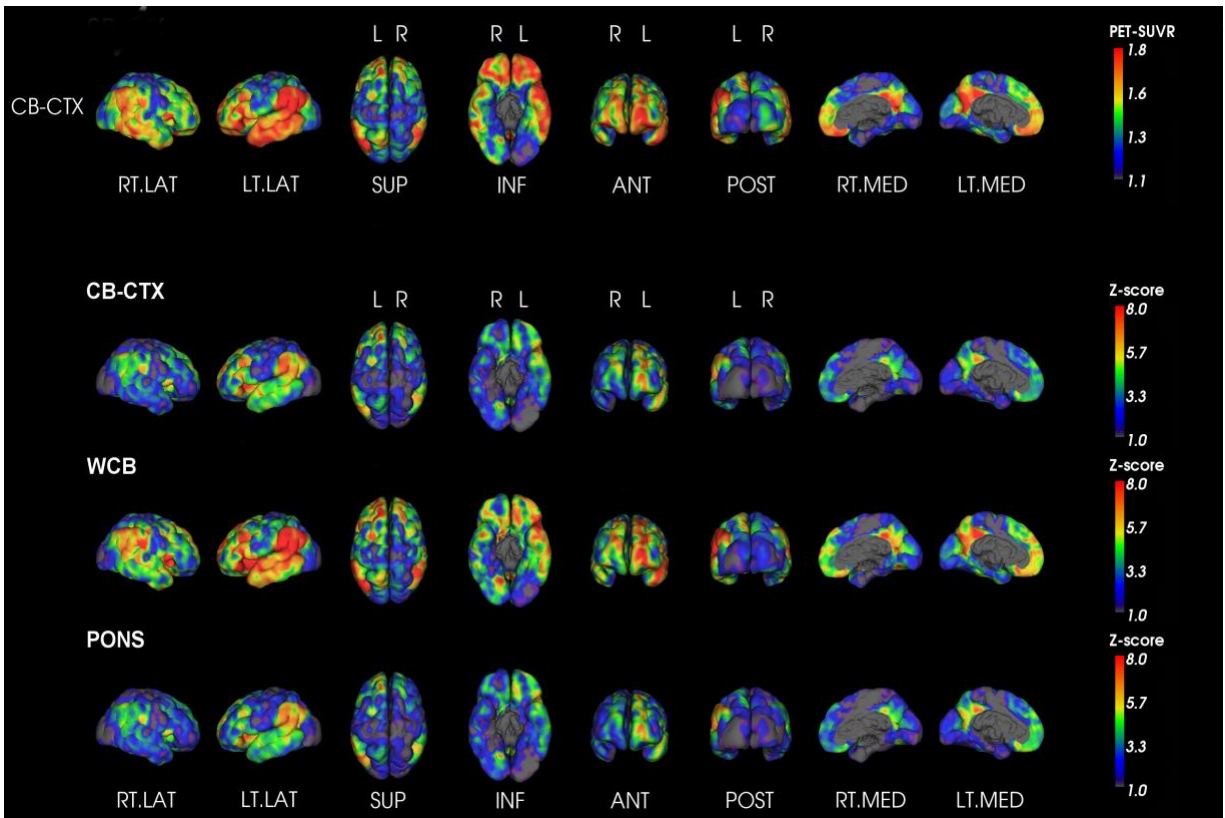 L R R L R L L R PET-SUVR
1.8
CB-CTX 1.6
1.3
1.1
RT.LAT LT.LAT SUP INF ANT POST RT.MED LT.MED
CB-CTX L R R L R L L R Z-score
8.0
5.7
3.3
1.0
WCB Z-score
8.0
5.7
3.3
1.0
PONS Z-score
8.0
5.7
3.3
1.0
RT.LAT LT.LAT SUP INF ANT POST RT.MED LT.MED